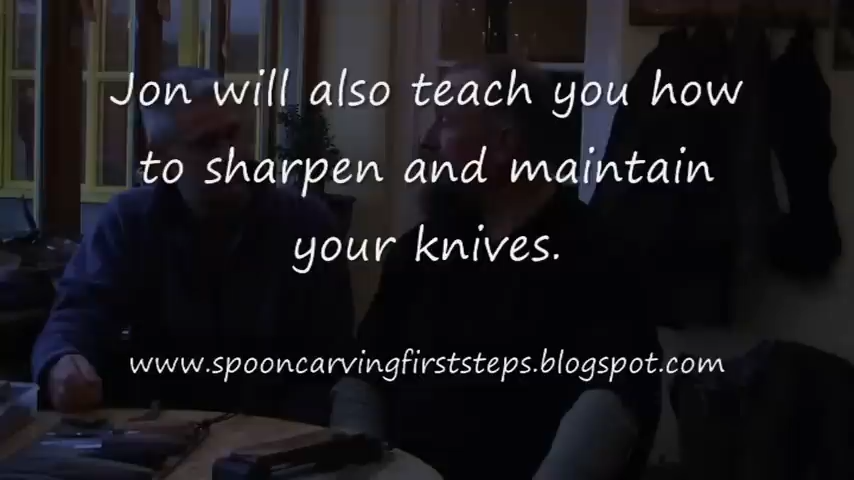 Jon will also teach you how
to sharpen and maintain
your knives.
www.spooncarvingfirststeps.blogspot.com